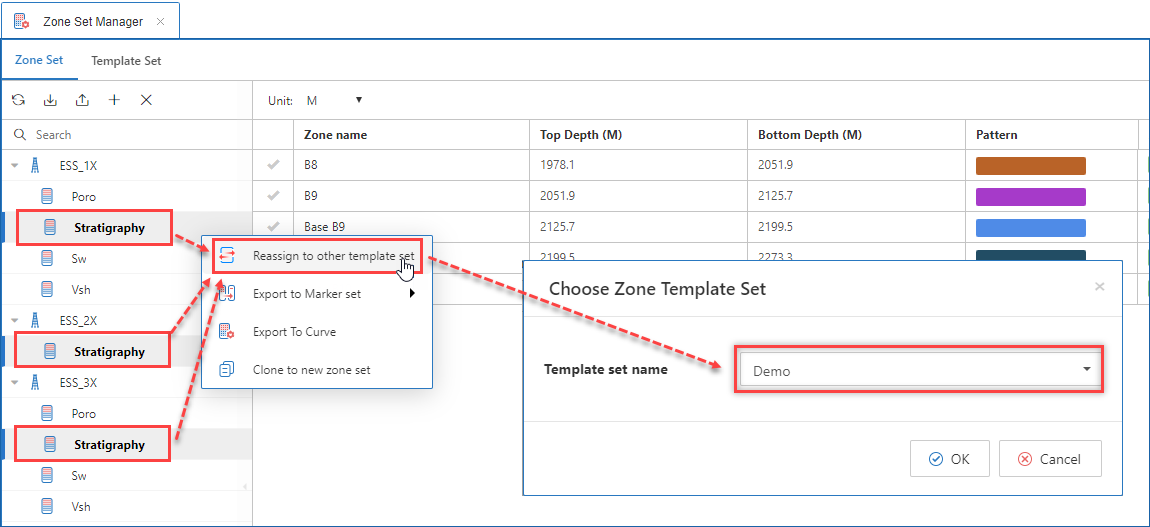 Zone Set Manager ×
Zone Set Template Set
Unit: M
Search
Zone name Top Depth (M) Bottom Depth (M) Pattern
ESS_1X
Poro
Stratigraphy
Sw
Vsh
ESS_2X
Stratigraphy
ESS_3X
Poro
Stratigraphy
Sw
Vsh
B8 1978.1 2051.9
B9 2051.9 2125.7
Base B9 2125.7 2199.5
2199.5 2273.3
Reassign to other template set
Export to Marker set
Export To Curve
Clone to new zone set
Choose Zone Template Set ×
Template set name Demo
OK Cancel